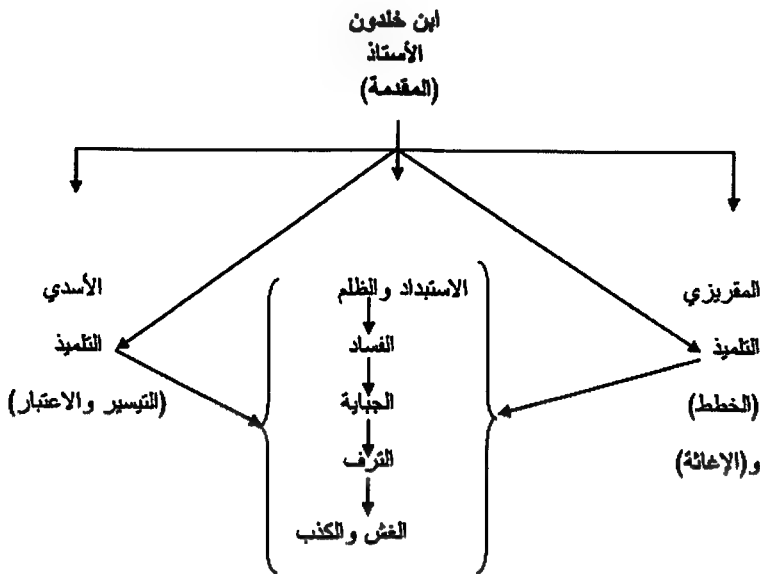 ابن خلدون
الأستاذ
(المقدمة)
المقريزي
التلميذ
(الخطط)
و(الإغاثة)
الاستبداد والظلم
الفساد
الجباية
الترف
الغش والكذب
الأسدي
التلميذ
(التيسير والاعتبار)